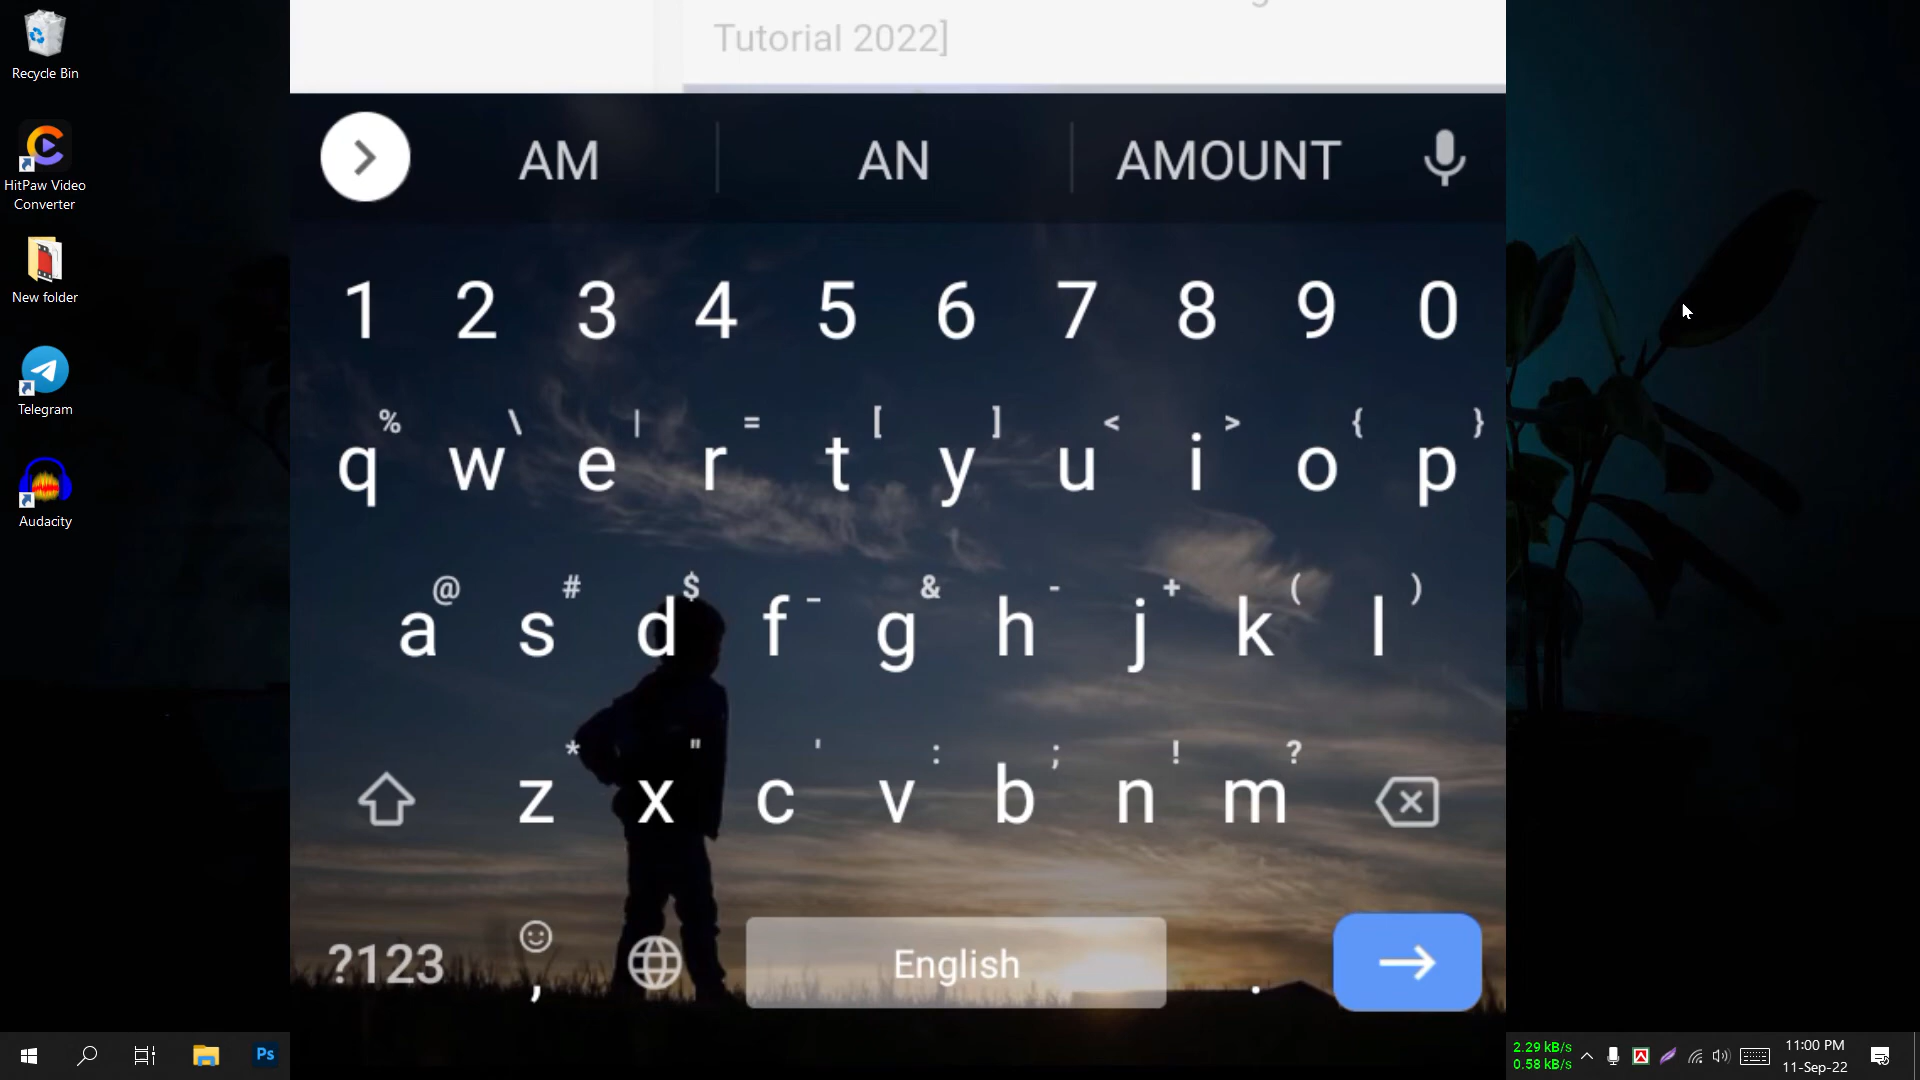 Tutorial 2022]
Recycle Bin
HitPaw Video
Converter
New folder
Telegram
Audacity
AM AN AMOUNT
1 2 3 4 5 6 7 8 9 0
% \ | = [ ] < > { }
q w e r t y u i o p
@ # $ _ & - + ( )
a s d f g h j k l
* " ' : ; ! ?
z x c v b n m
?123 , English .
Ps
2.29 kB/s
0.58 kB/s
11:00 PM
11-Sep-22